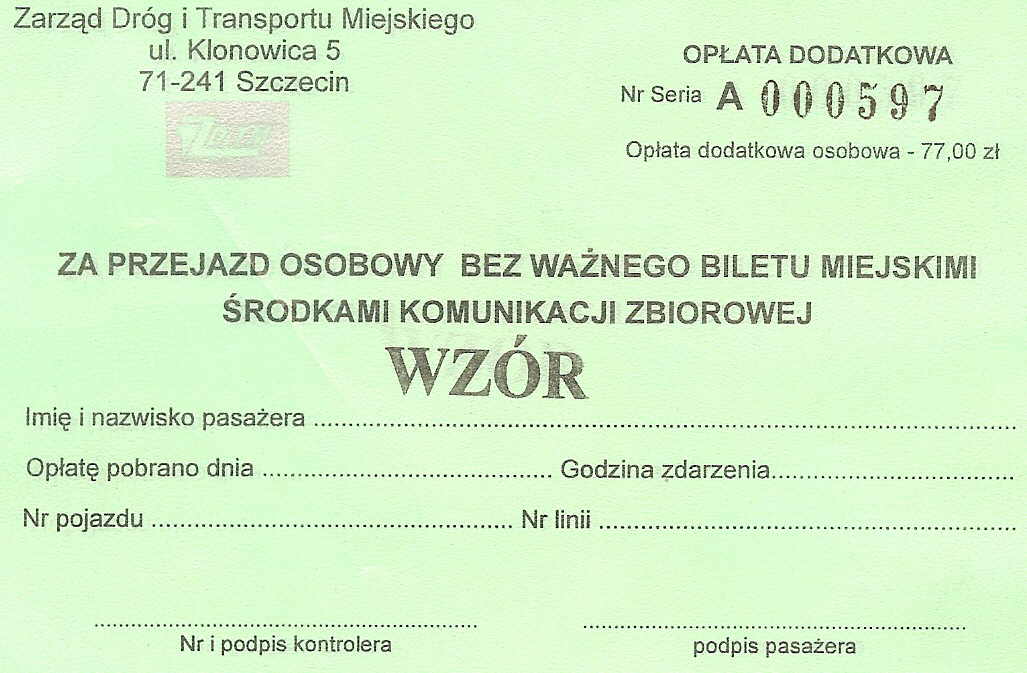 Zarząd Dróg i Transportu Miejskiego
ul. Klonowica 5
71-241 Szczecin
OPŁATA DODATKOWA
Nr Seria A 000597
Opłata dodatkowa osobowa - 77,00 zł
ZA PRZEJAZD OSOBOWY BEZ WAŻNEGO BILETU MIEJSKIMI
ŚRODKAMI KOMUNIKACJI ZBIOROWEJ
WZÓR
Imię i nazwisko pasażera ........................................................
Opłatę pobrano dnia ............................ Godzina zdarzenia............................
Nr pojazdu ............................ Nr linii ............................
Nr i podpis kontrolera
podpis pasażera